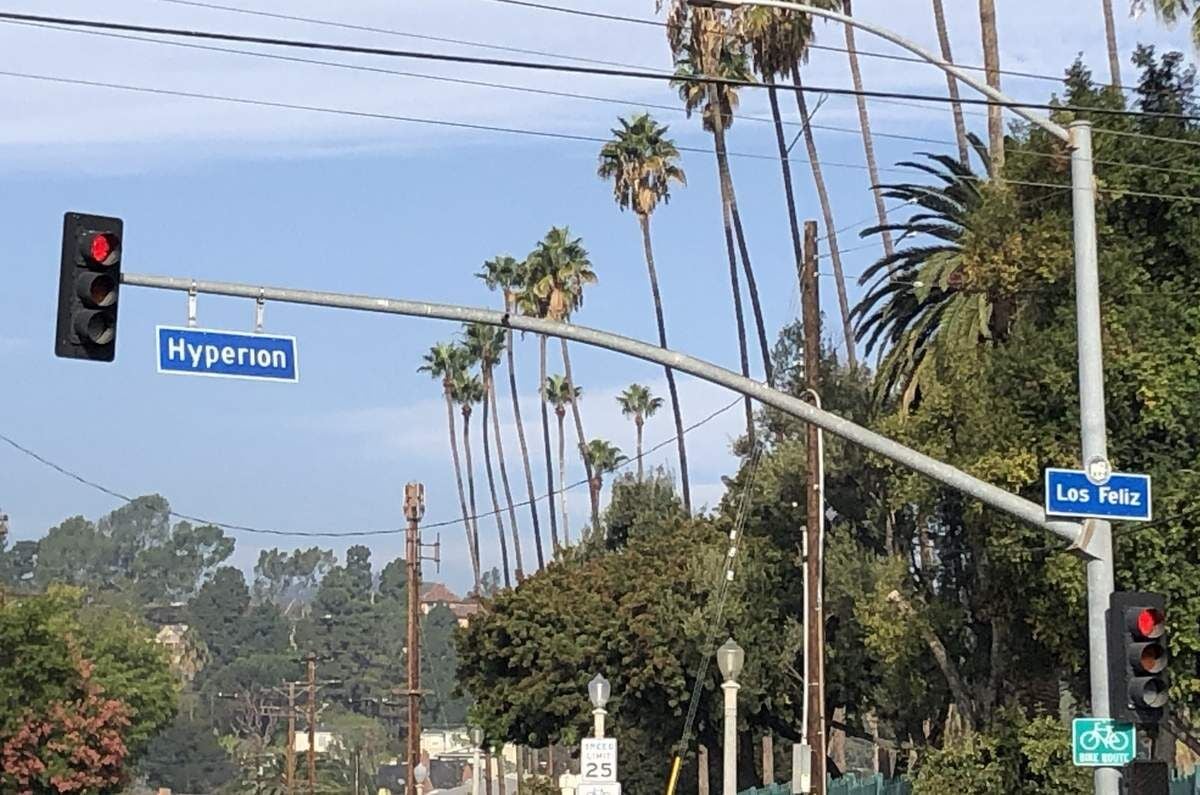 Hyperion
Los Feliz
SPEED
LIMIT
25
BIKE ROUTE